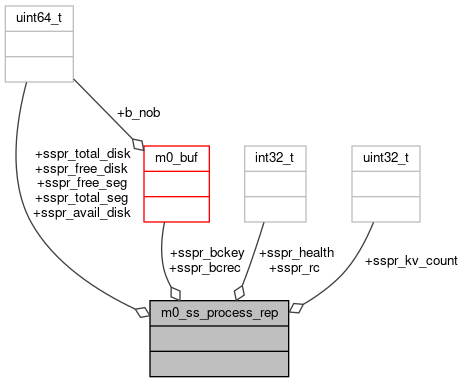 uint64_t
+b_nob
+sspr_total_disk
+sspr_free_disk
+sspr_free_seg
+sspr_total_seg
+sspr_avail_disk
m0_buf
int32_t
uint32_t
+sspr_bckey
+sspr_bcrec
+sspr_health
+sspr_rc
+sspr_kv_count
m0_ss_process_rep